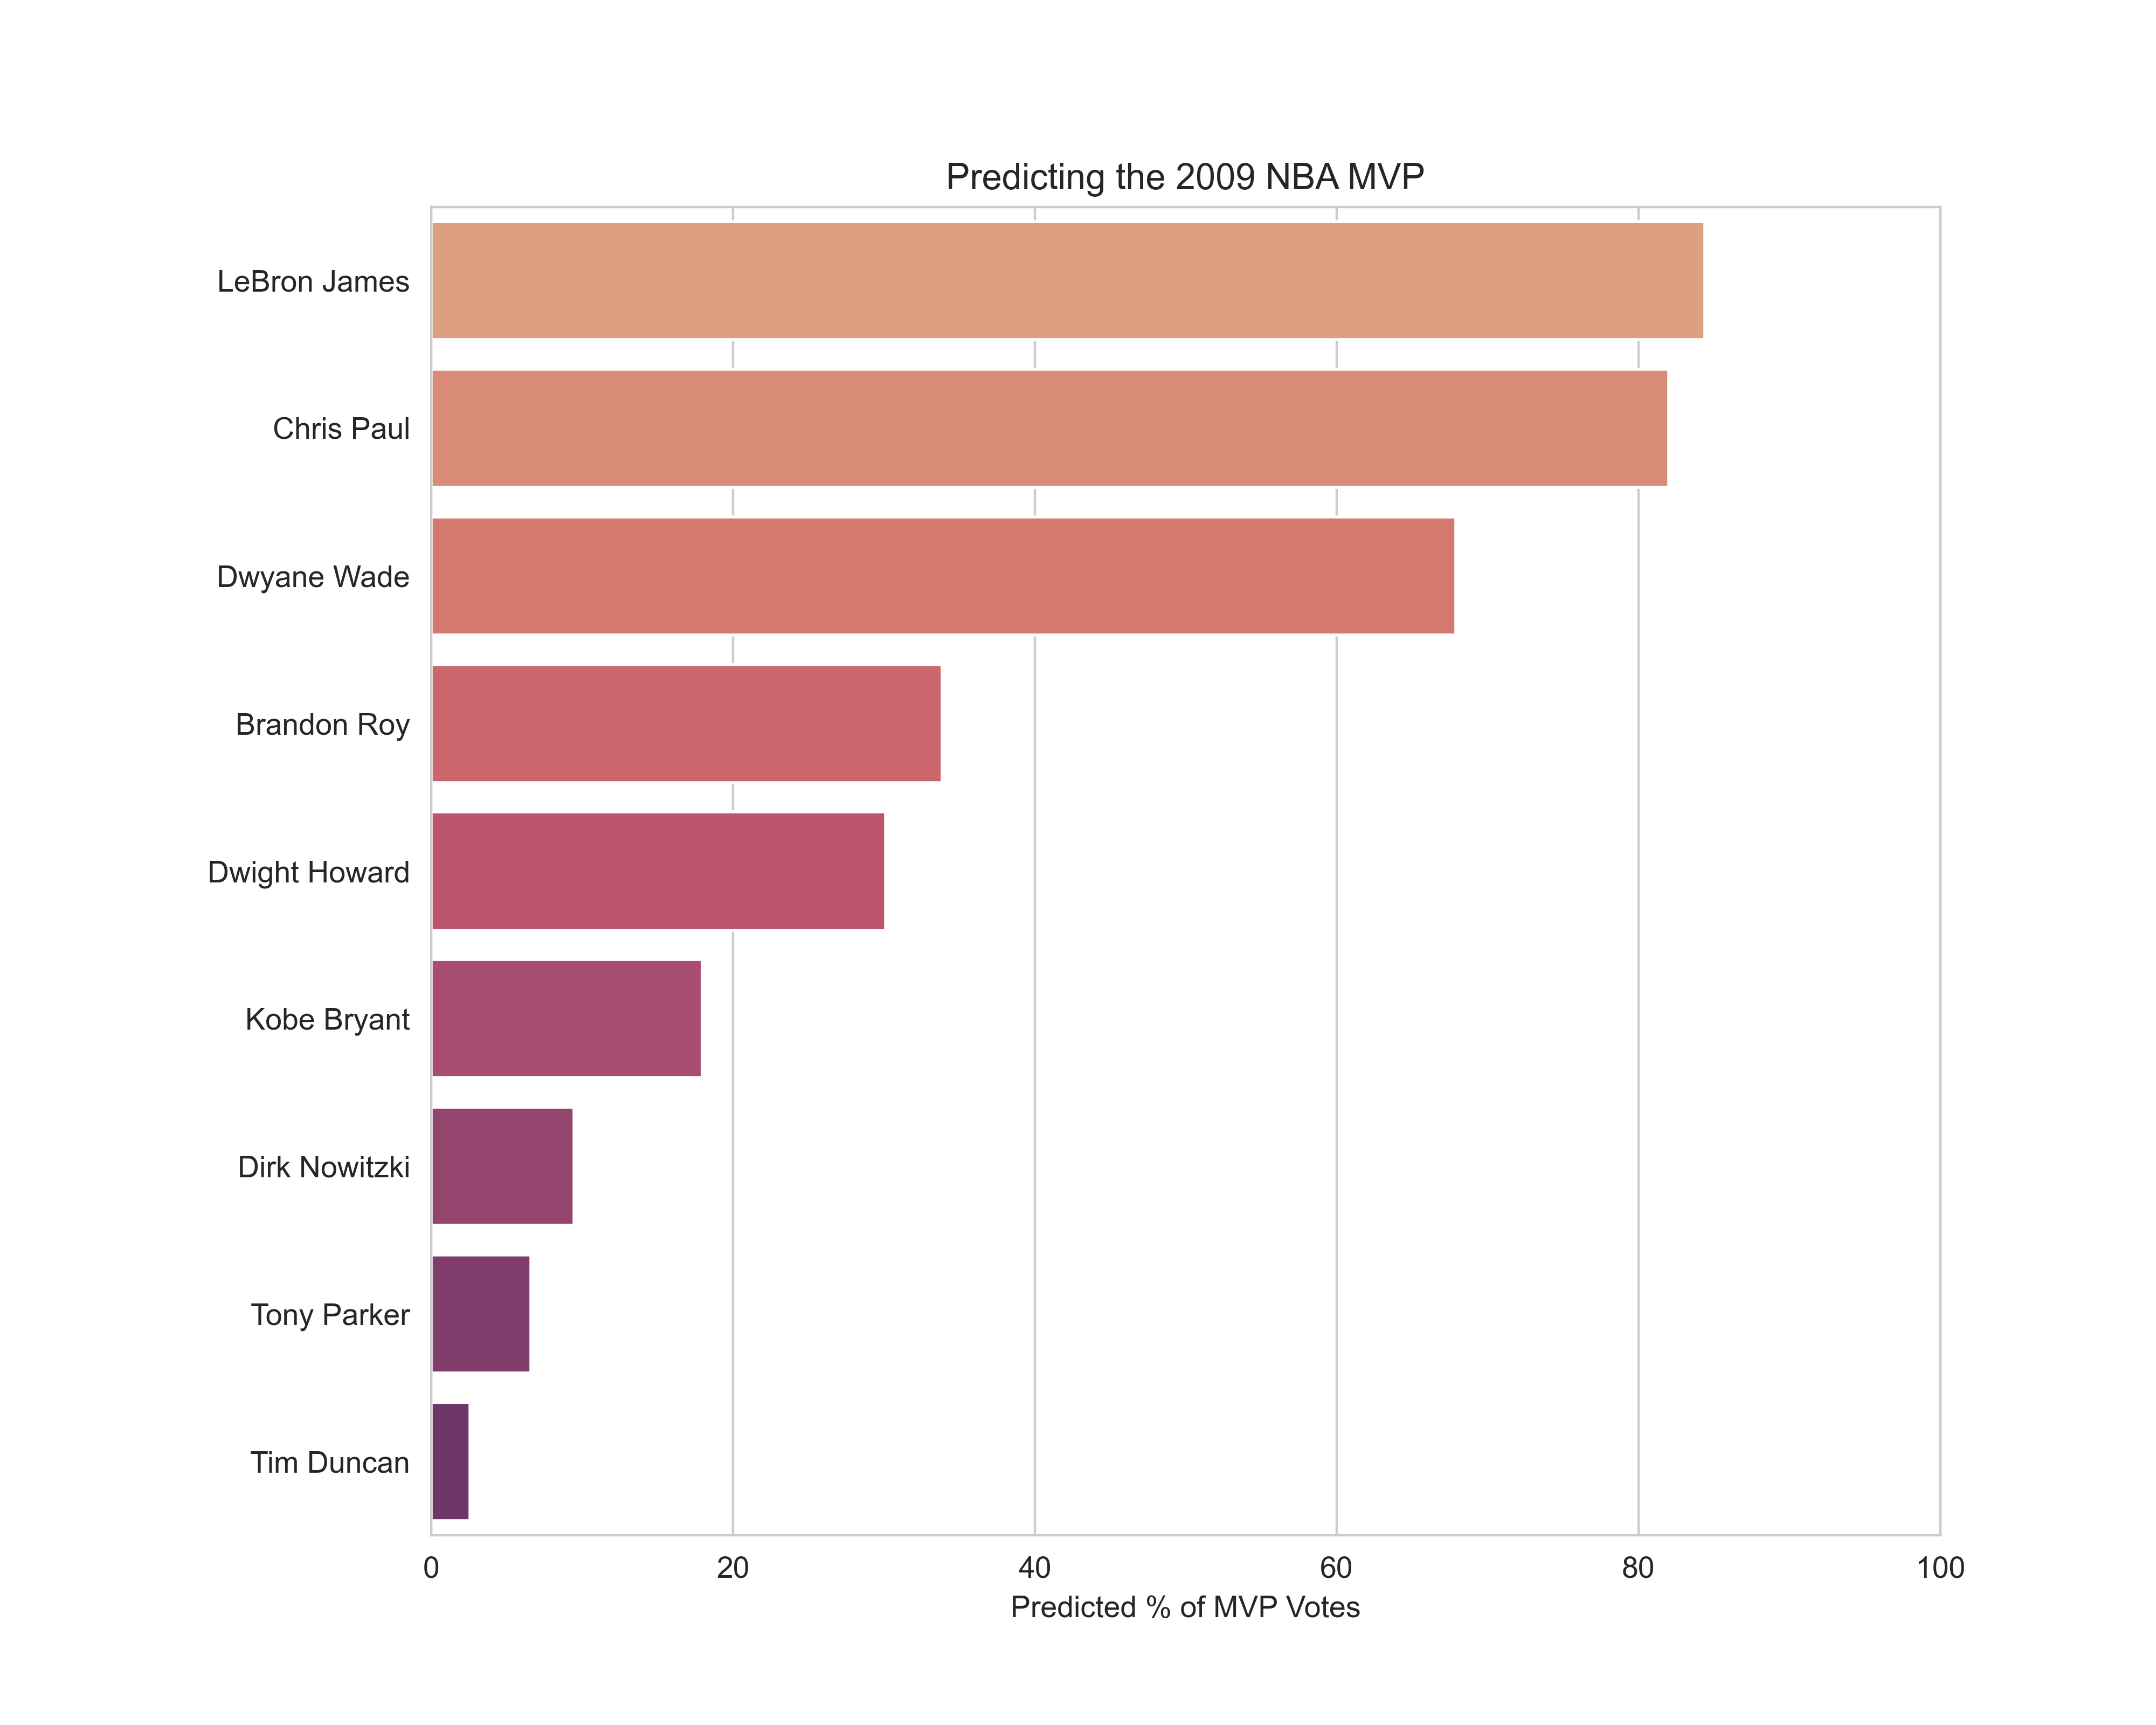 Predicting the 2009 NBA MVP
LeBron James
Chris Paul
Dwyane Wade
Brandon Roy
Dwight Howard
Kobe Bryant
Dirk Nowitzki
Tony Parker
Tim Duncan
0 20 40 60 80 100
Predicted % of MVP Votes